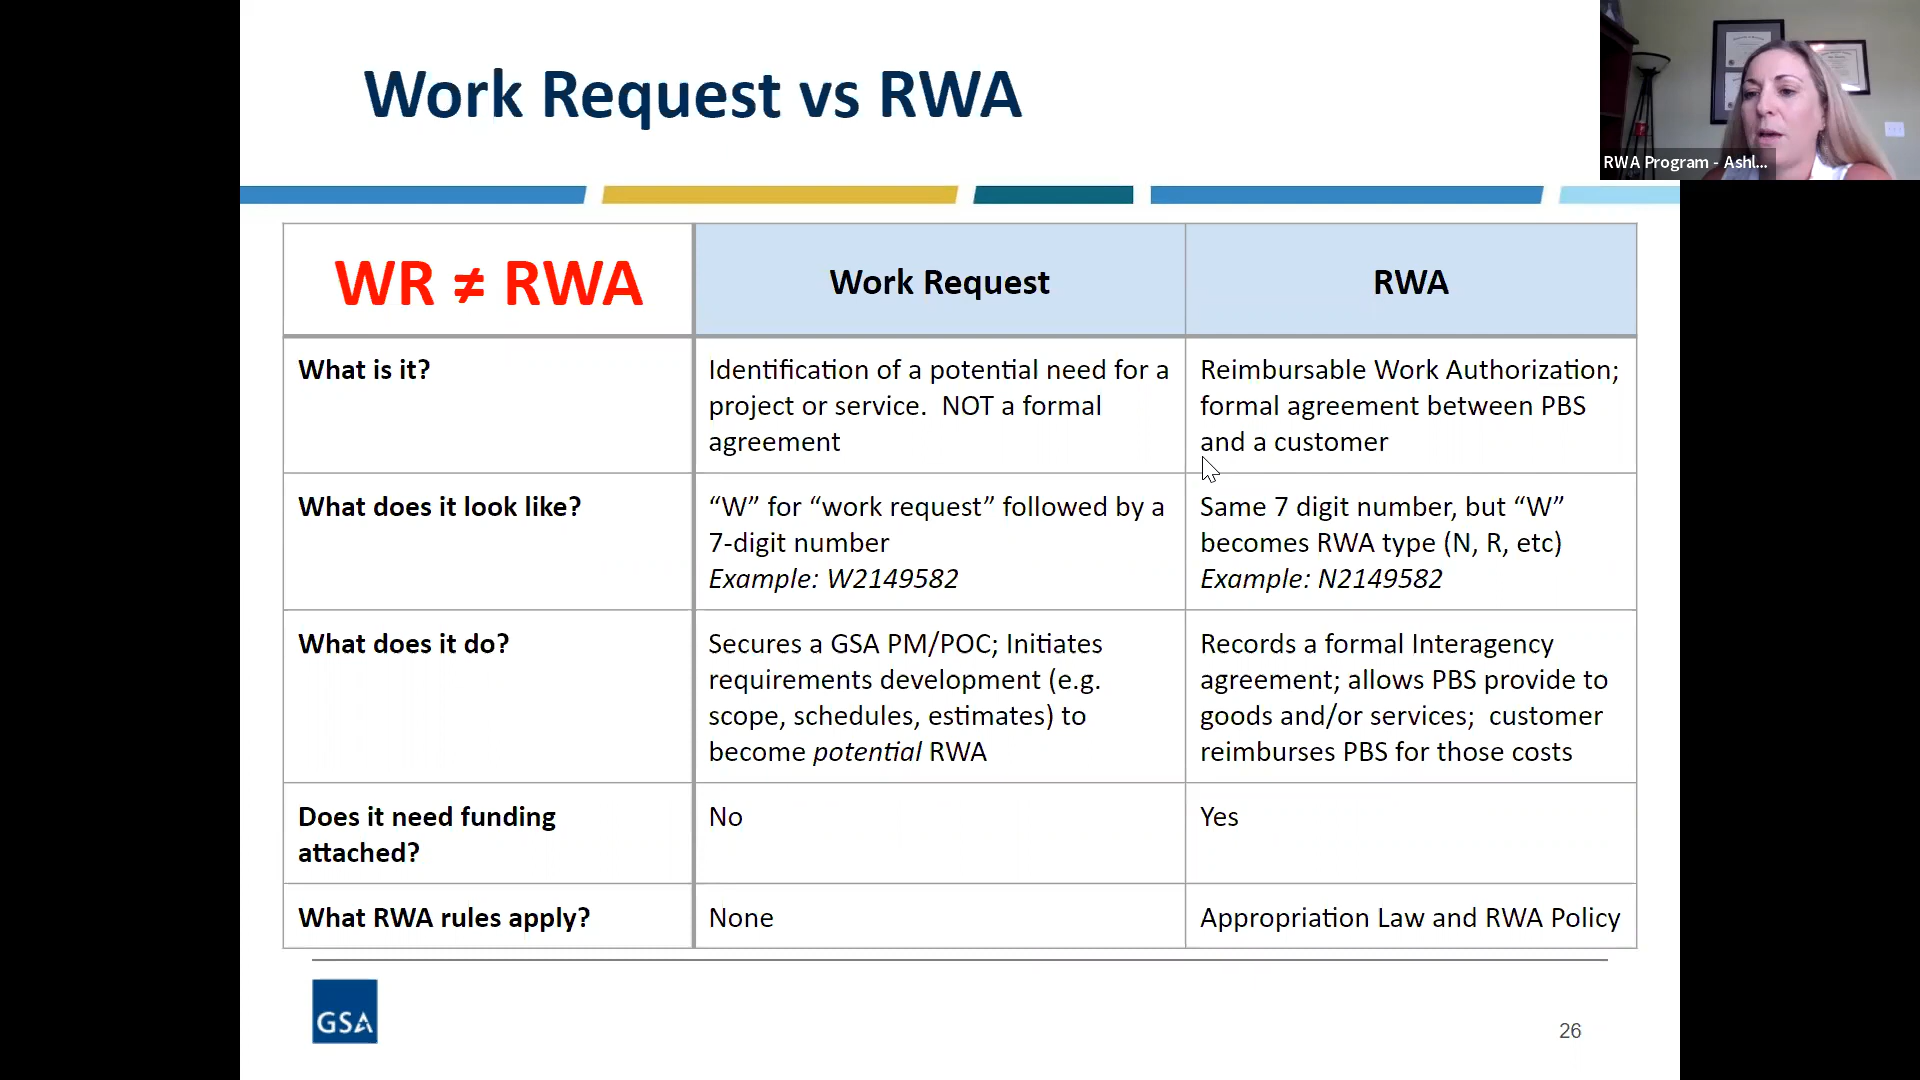 Work Request vs RWA
RWA Program - Ashl...
WR ≠ RWA
Work Request
RWA
What is it?
Identification of a potential need for a
project or service.  NOT a formal
agreement
Reimbursable Work Authorization;
formal agreement between PBS
and a customer
What does it look like?
“W” for “work request” followed by a
7-digit number
Example: W2149582
Same 7 digit number, but “W”
becomes RWA type (N, R, etc)
Example: N2149582
What does it do?
Secures a GSA PM/POC; Initiates
requirements development (e.g.
scope, schedules, estimates) to
become potential RWA
Records a formal Interagency
agreement; allows PBS provide to
goods and/or services;  customer
reimburses PBS for those costs
Does it need funding
attached?
No
Yes
What RWA rules apply?
None
Appropriation Law and RWA Policy
GSA
26